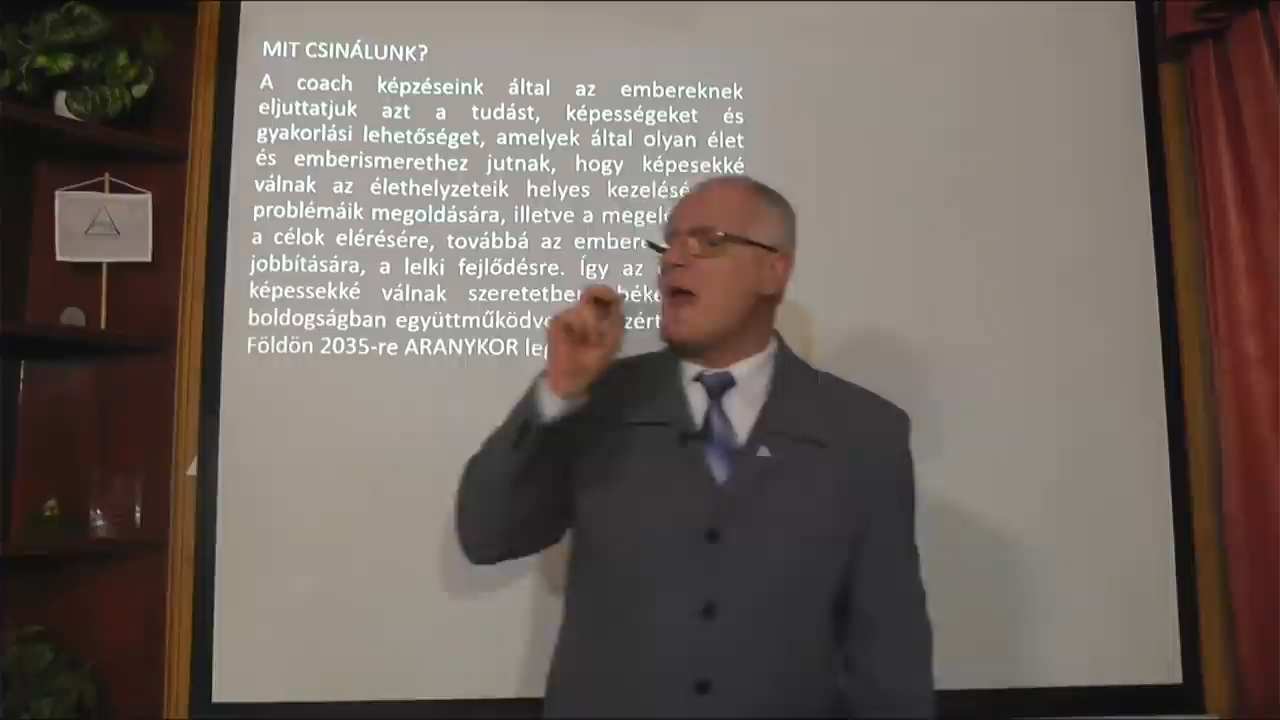 MIT CSINÁLUNK?
A coach képzéseink által az embereknek
eljuttatjuk azt a tudást, képességeket és
gyakorlási lehetőséget, amelyek által olyan élet
és emberismerethez jutnak, hogy képesekké
válnak az élethelyzeteik helyes
problémáik megoldására, illetve a
a célok elérésére, továbbá az
jobbítására, a lelki fejlődésre. Így az
képessekké válnak
boldogságban
Földön 2035-re ARANYKOR